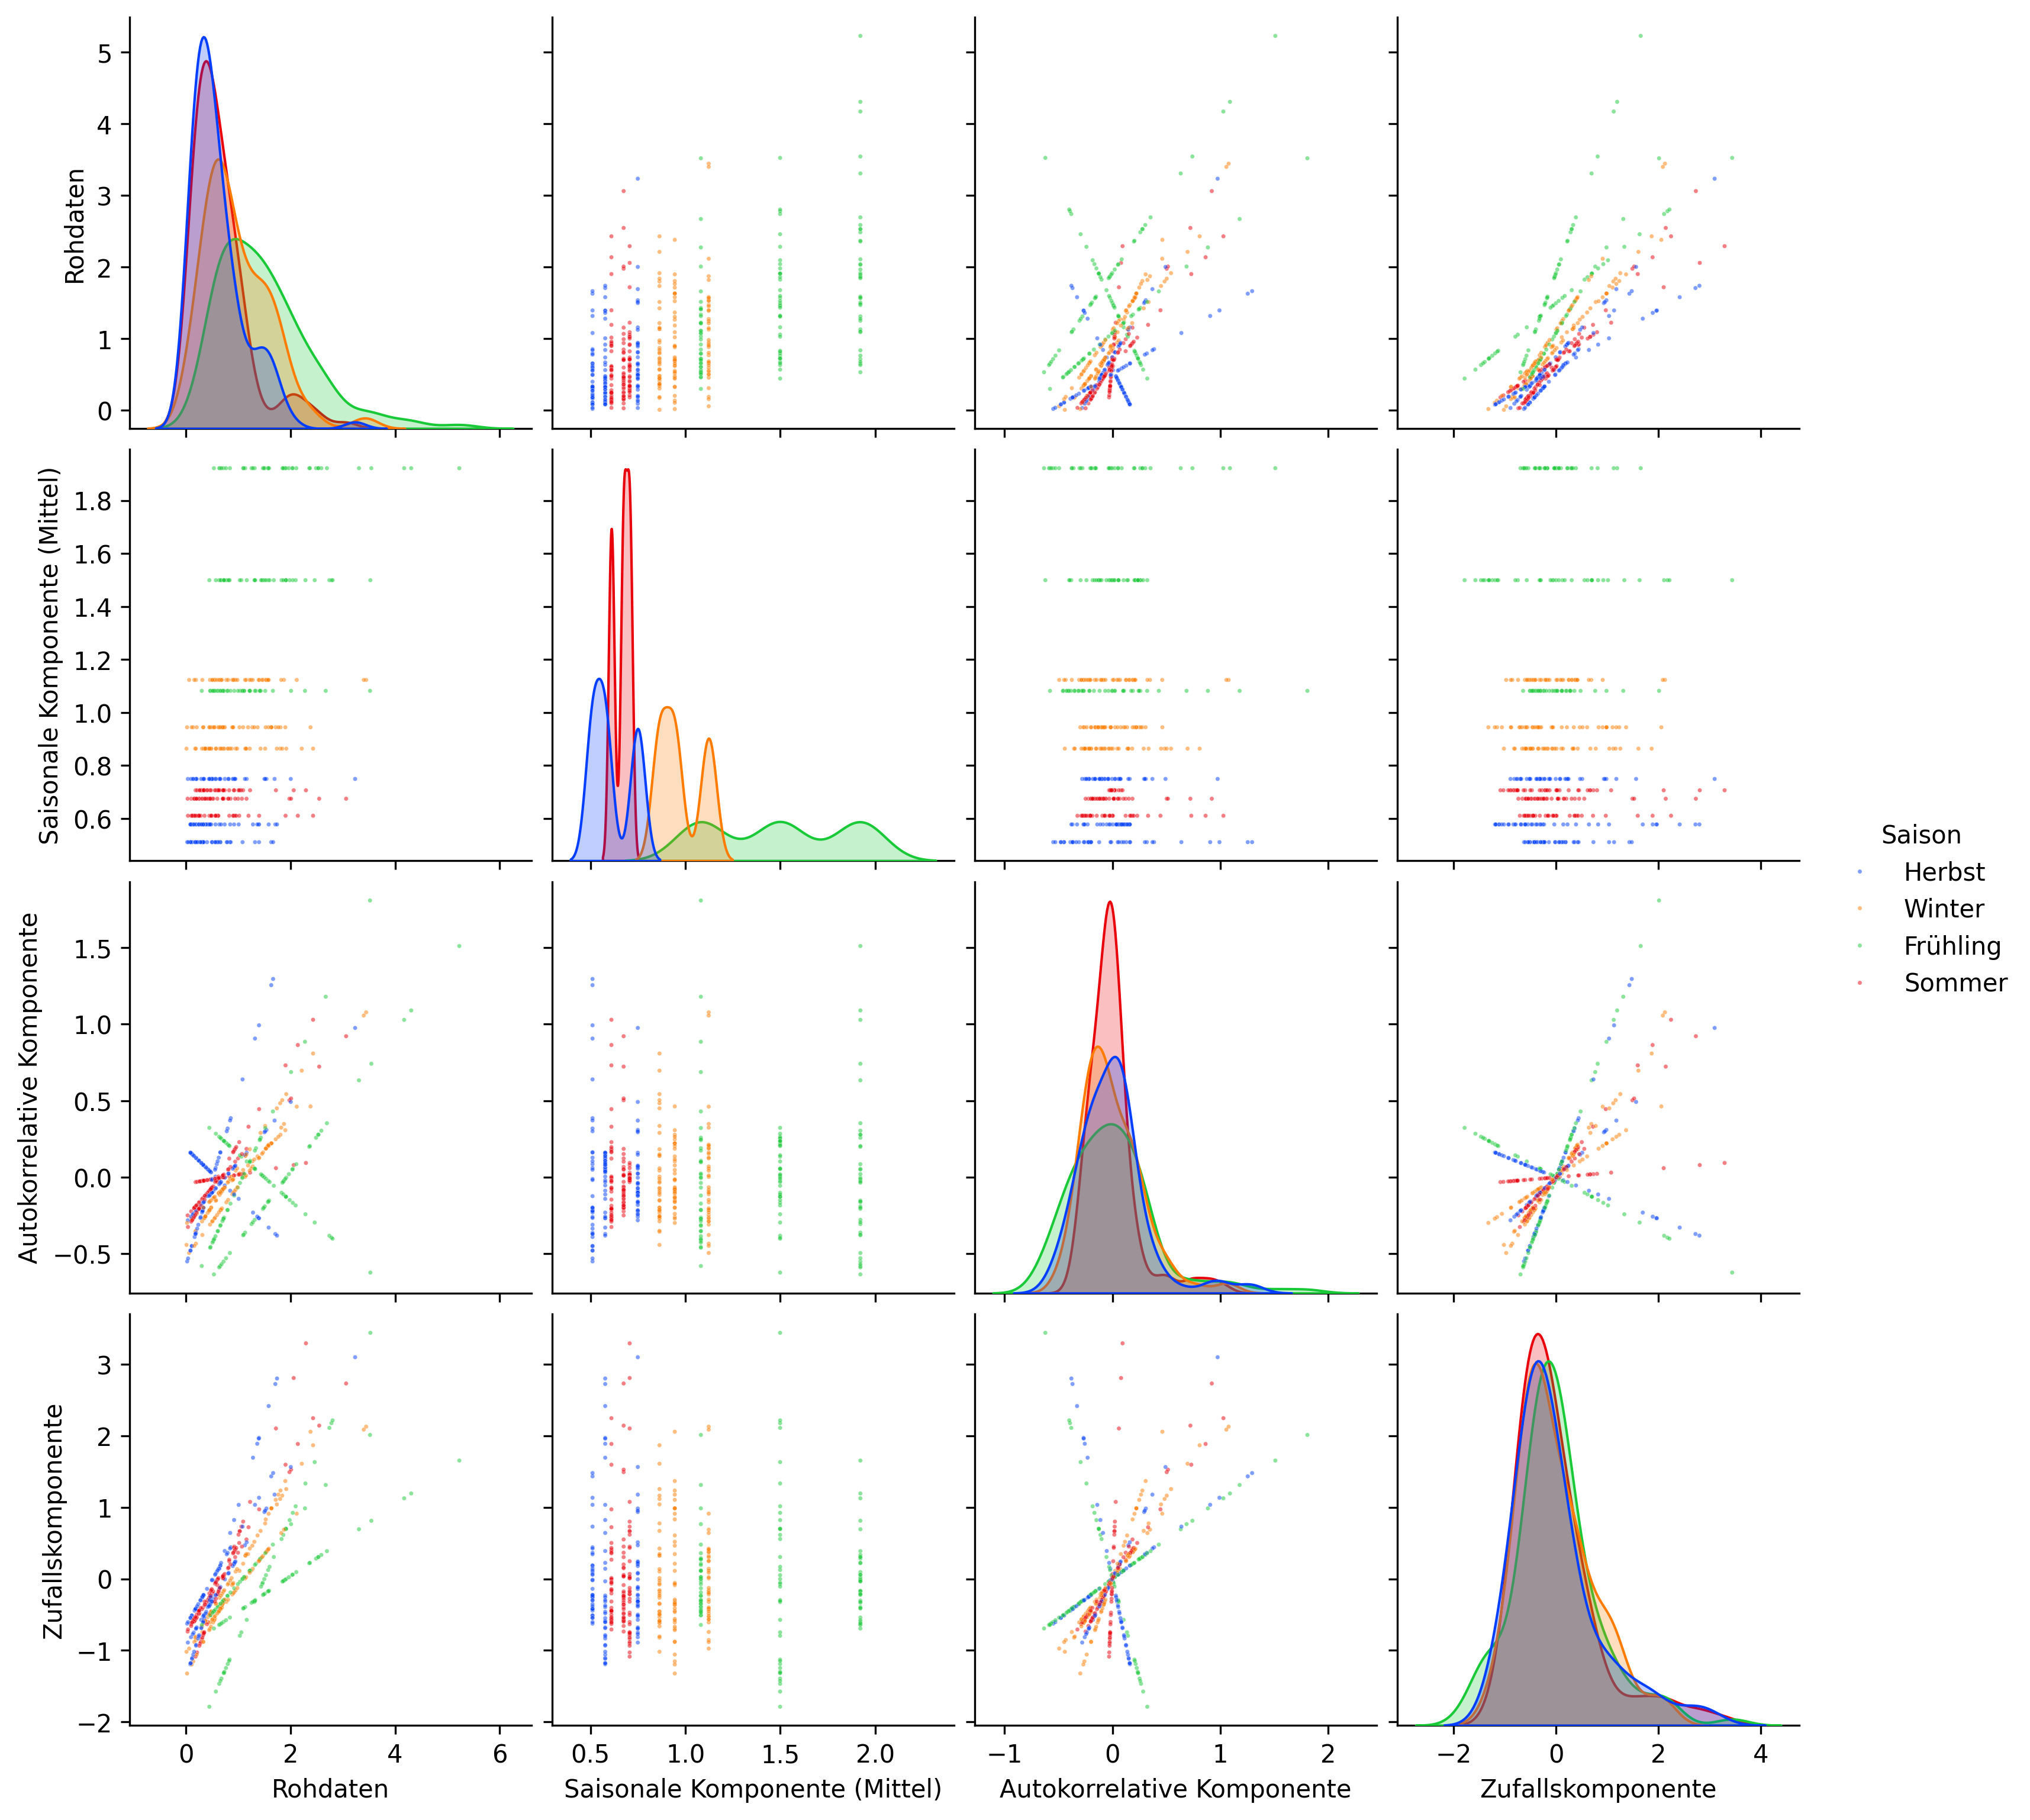 5
4
3
2
1
0
Rohdaten
1.8
1.6
1.4
1.2
1.0
0.8
0.6
Saisonale Komponente (Mittel)
1.5
1.0
0.5
0.0
−0.5
Autokorrelative Komponente
3
2
1
0
−1
−2
Zufallskomponente
0 2 4 6
Rohdaten
0.5 1.0 1.5 2.0
Saisonale Komponente (Mittel)
−1 0 1 2
Autokorrelative Komponente
−2 0 2 4
Zufallskomponente
Saison
Herbst
Winter
Frühling
Sommer